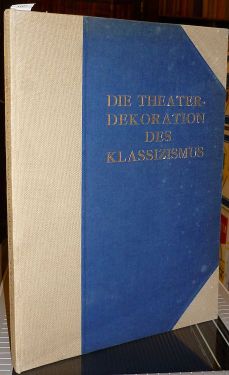 DIE THEATER-
DEKORATION
DES
KLASSIZISMUS